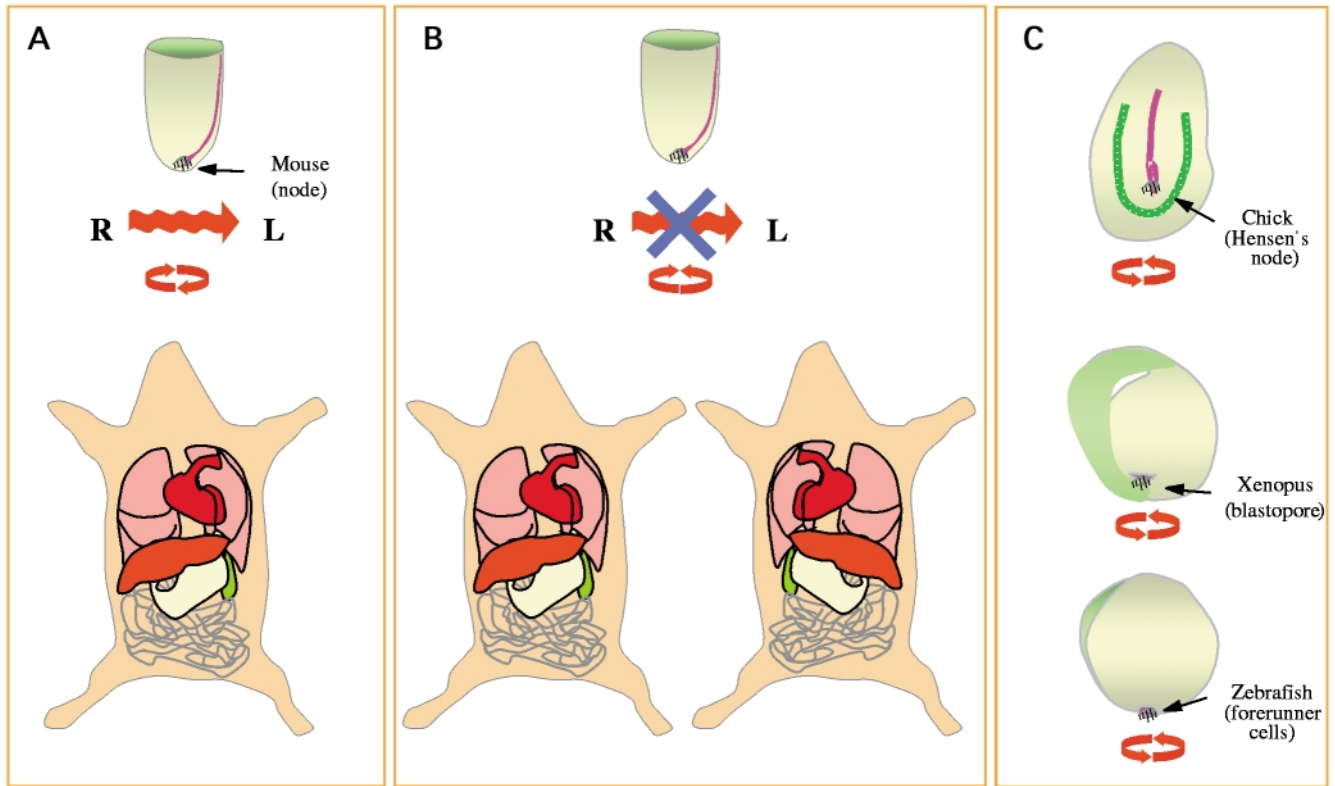 A
Mouse
(node)
R
L
B
R
L
C
Chick
(Hensen's
node)
Xenopus
(blastopore)
Zebrafish
(forerunner
cells)